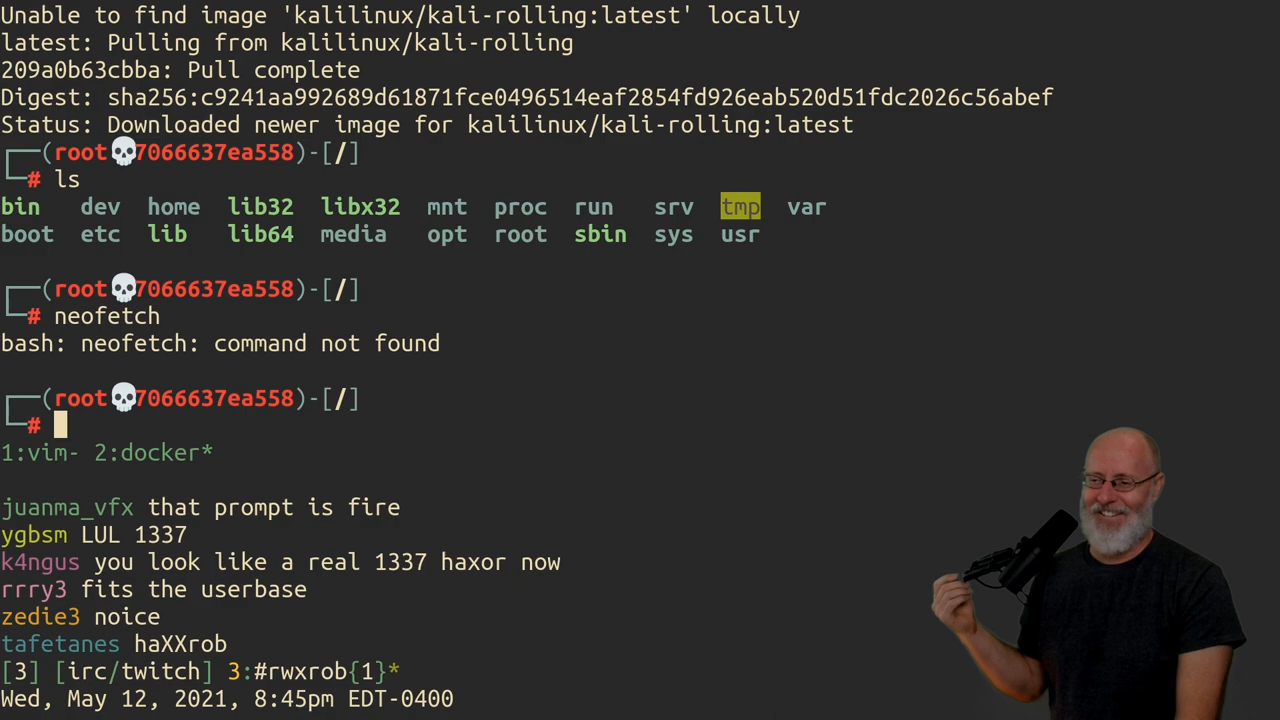 Unable to find image 'kalilinux/kali-rolling:latest' locally
latest: Pulling from kalilinux/kali-rolling
209a0b63cbba: Pull complete
Digest: sha256:c9241aa992689d61871fce0496514eaf2854fd926eab520d51fdc2026c56abef
Status: Downloaded newer image for kalilinux/kali-rolling:latest
┌──(root💀7066637ea558)-[/]
└─# ls
bin dev home lib32 libx32 mnt proc run srv tmp var
boot etc lib lib64 media opt root sbin sys usr
┌──(root💀7066637ea558)-[/]
└─# neofetch
bash: neofetch: command not found
┌──(root💀7066637ea558)-[/]
└─#
1:vim- 2:docker*
juanma_vfx that prompt is fire
ygbsm LUL 1337
k4ngus you look like a real 1337 haxor now
rrry3 fits the userbase
zedie3 noice
tafetanes haXXrob
[3] [irc/twitch] 3:#rwxrob{1}*
Wed, May 12, 2021, 8:45pm EDT-0400